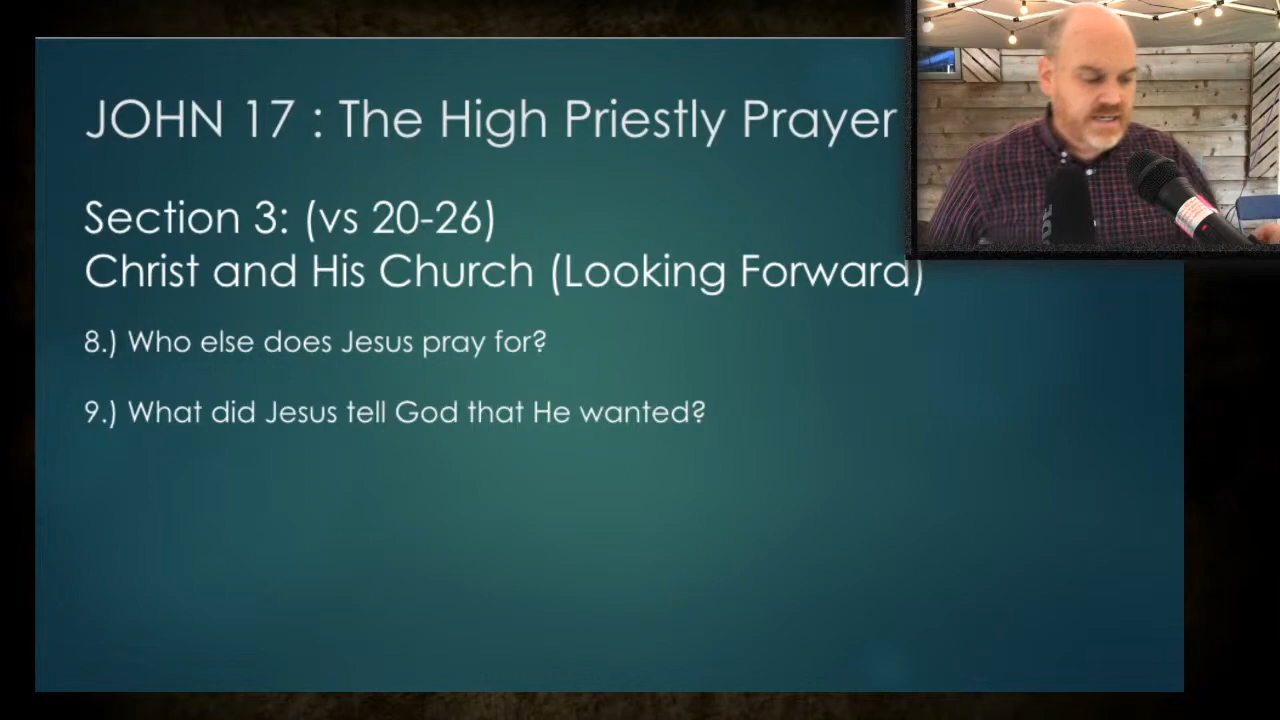 JOHN 17 : The High Priestly Prayer
Section 3: (vs 20-26)
Christ and His Church (Looking Forward)
8.) Who else does Jesus pray for?
9.) What did Jesus tell God that He wanted?